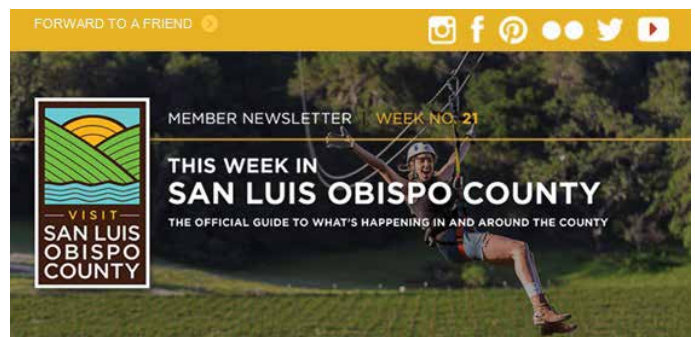 FORWARD TO A FRIEND
MEMBER NEWSLETTER | WEEK NO. 21
THIS WEEK IN
SAN LUIS OBISPO COUNTY
THE OFFICIAL GUIDE TO WHAT'S HAPPENING IN AND AROUND THE COUNTY
VISIT
SAN LUIS
OBISPO
COUNTY